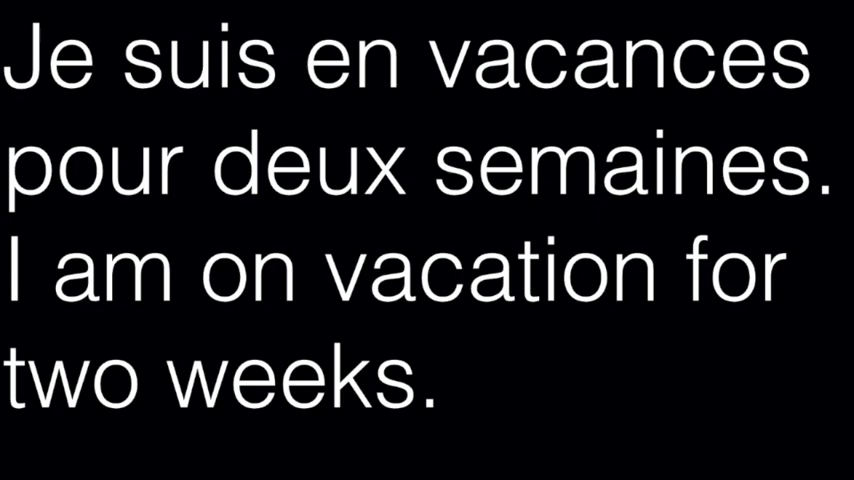 Je suis en vacances
pour deux semaines.
I am on vacation for
two weeks.